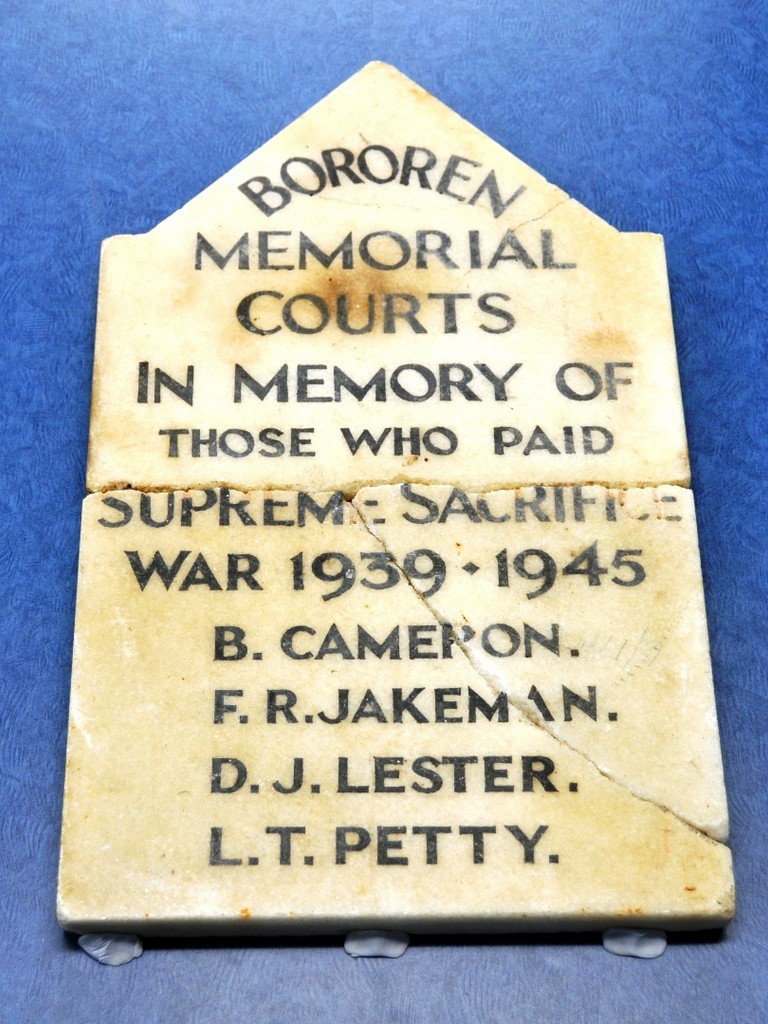 BOROREN
MEMORIAL
COURTS
IN MEMORY OF
THOSE WHO PAID
SUPREME SACRIFICE
WAR 1939 · 1945
B. CAMERON.
F. R. JAKEMAN.
D. J. LESTER.
L. T. PETTY.